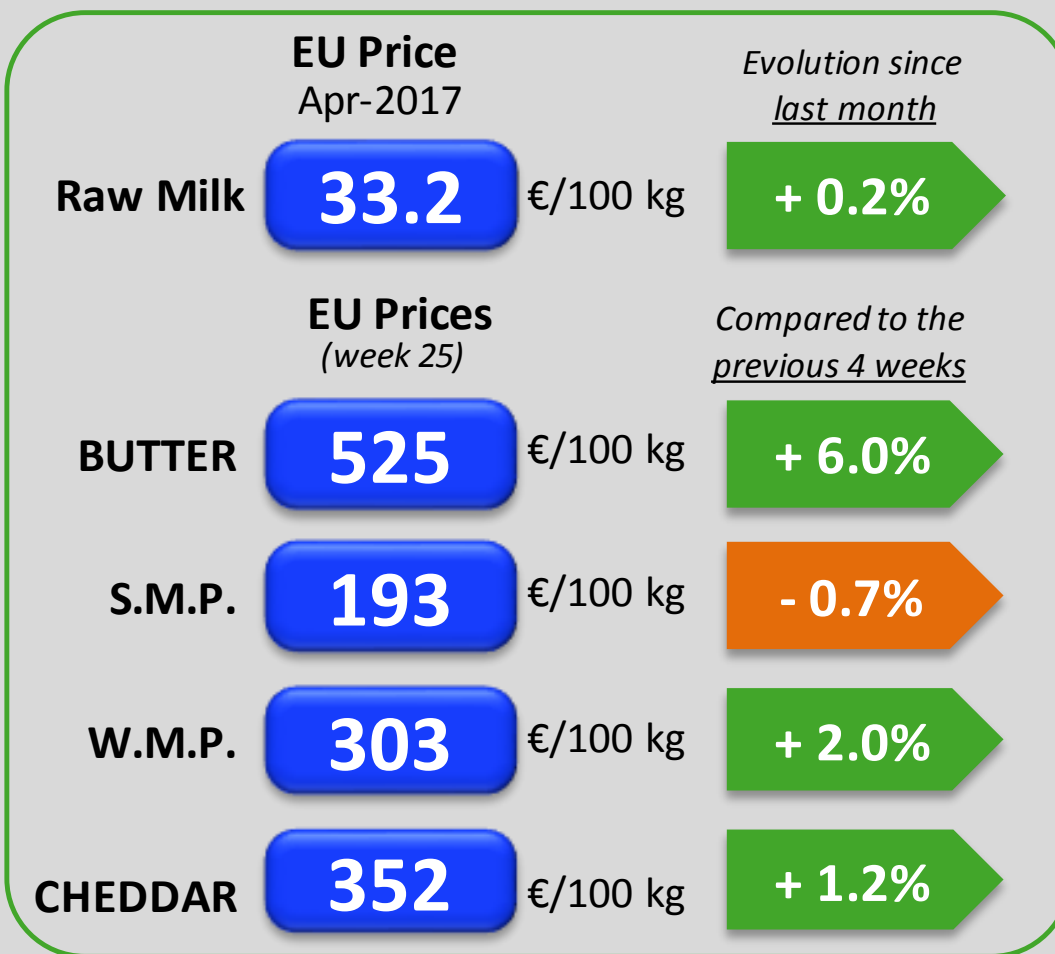 EU Price
Apr-2017
Evolution since
last month
Raw Milk 33.2 €/100 kg + 0.2%
EU Prices
(week 25)
Compared to the
previous 4 weeks
BUTTER 525 €/100 kg + 6.0%
S.M.P. 193 €/100 kg - 0.7%
W.M.P. 303 €/100 kg + 2.0%
CHEDDAR 352 €/100 kg + 1.2%